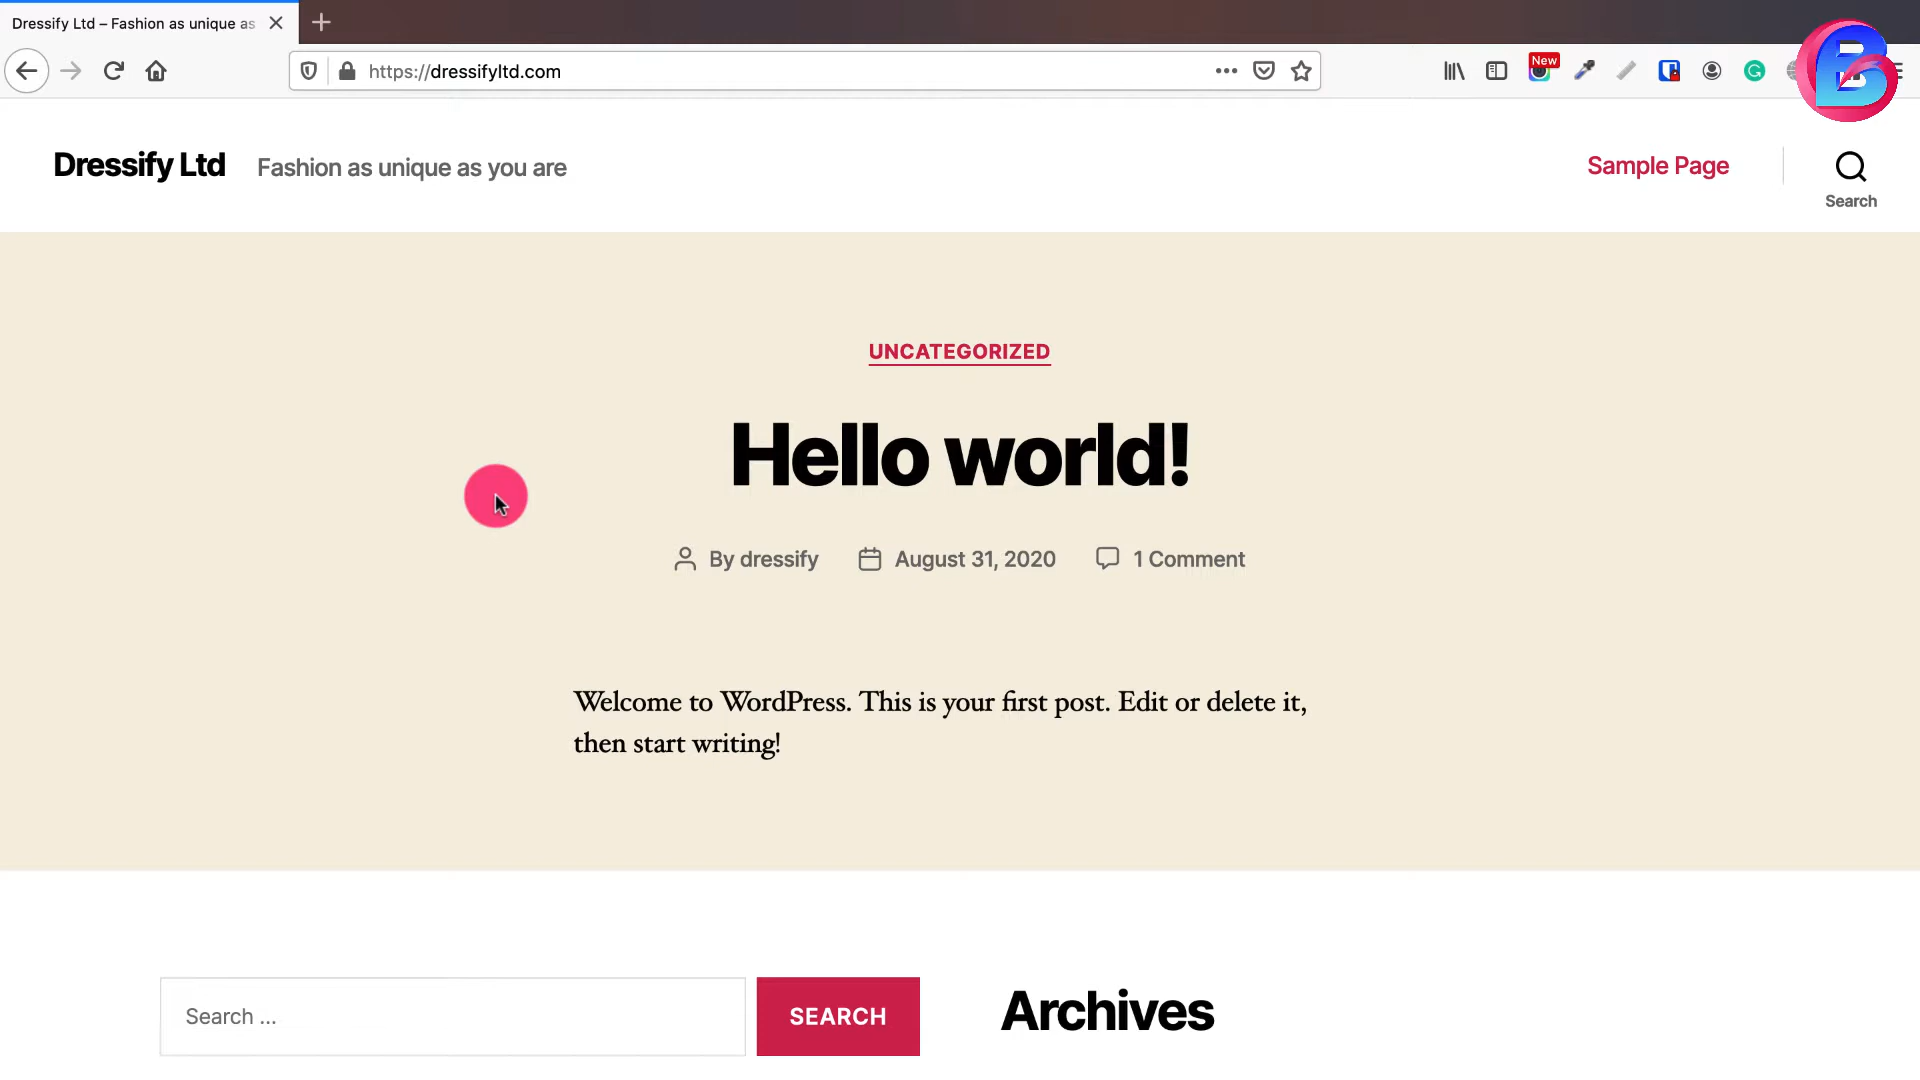 Dressify Ltd – Fashion as unique as
https://dressifyltd.com
New
Dressify Ltd Fashion as unique as you are
Sample Page
Search
UNCATEGORIZED
Hello world!
By dressify August 31, 2020 1 Comment
Welcome to WordPress. This is your first post. Edit or delete it,
then start writing!
Search ...
SEARCH
Archives